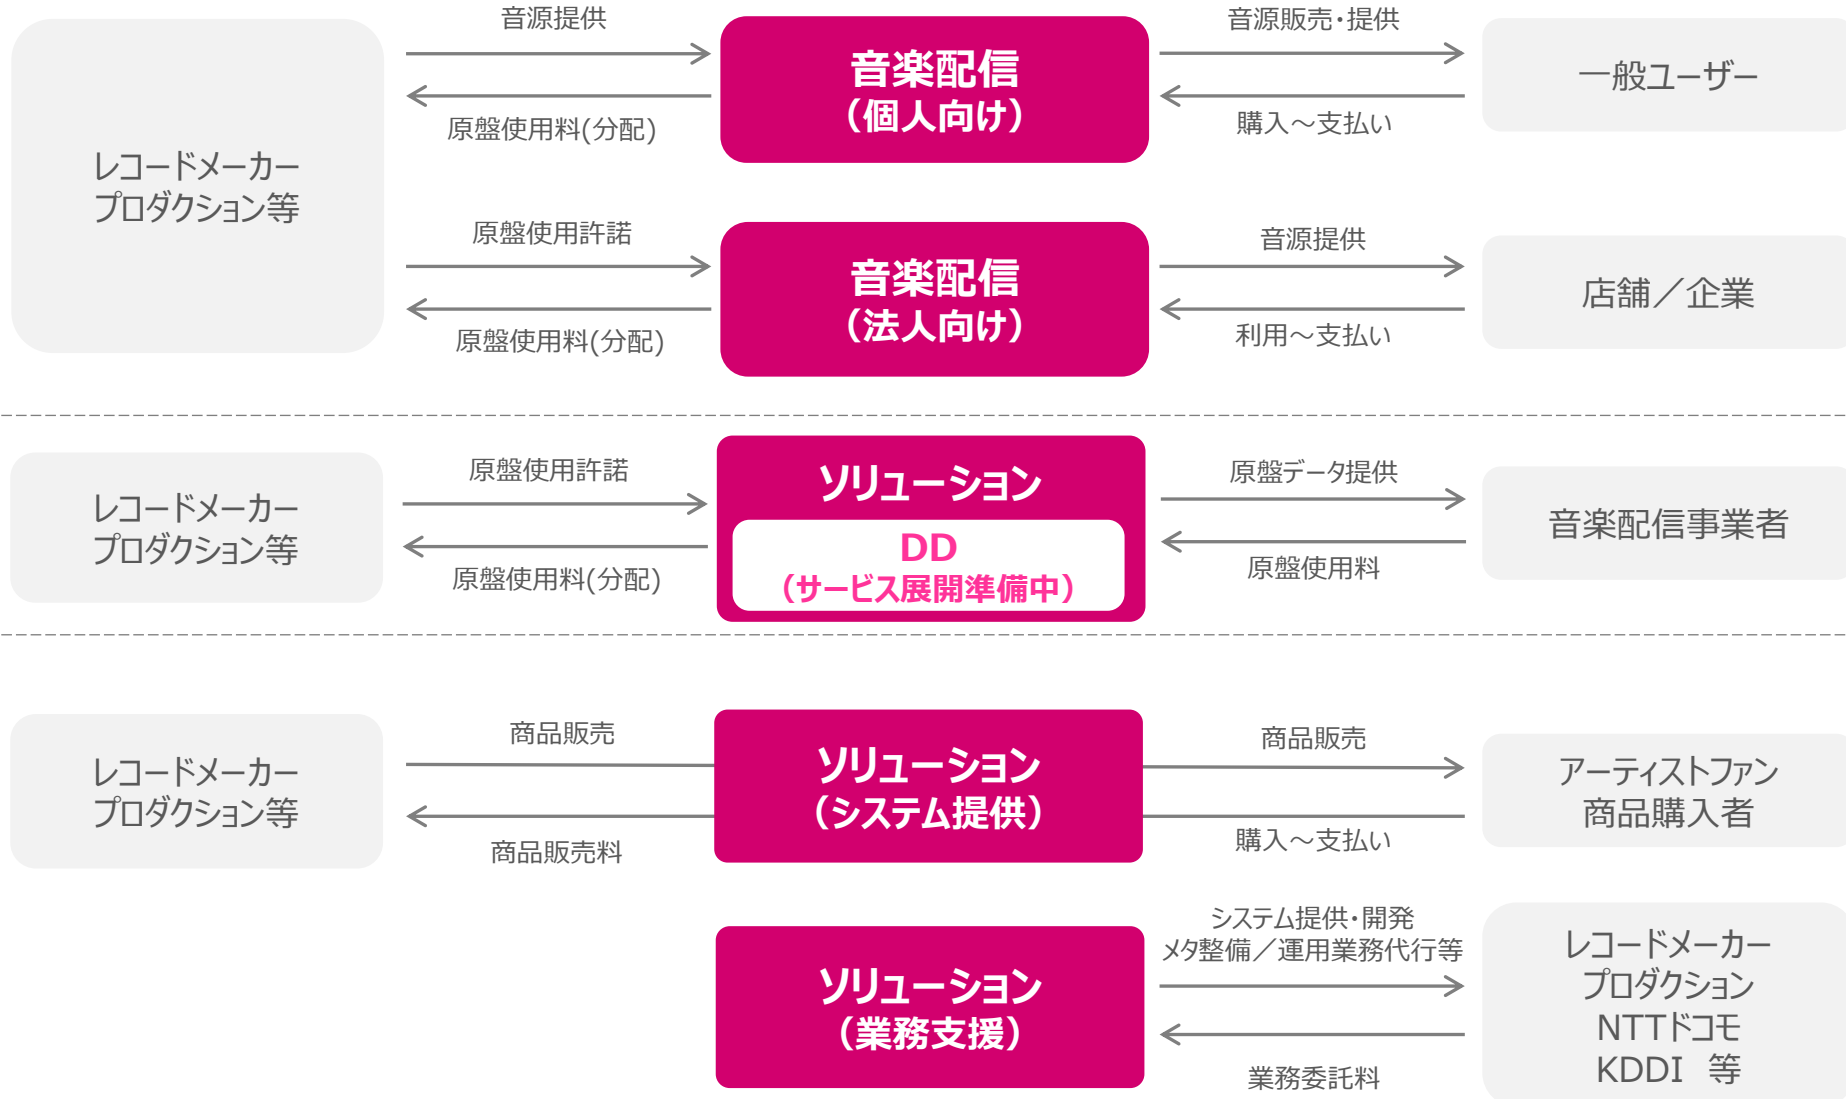 音源提供
音源販売・提供
レコードメーカー
プロダクション等
音楽配信
（個人向け）
一般ユーザー
原盤使用料(分配)
購入～支払い
原盤使用許諾
音源提供
音楽配信
（法人向け）
店舗／企業
原盤使用料(分配)
利用～支払い
原盤使用許諾
原盤データ提供
レコードメーカー
プロダクション等
ソリューション
DD
（サービス展開準備中）
音楽配信事業者
原盤使用料(分配)
原盤使用料
商品販売
商品販売
レコードメーカー
プロダクション等
ソリューション
（システム提供）
アーティストファン
商品購入者
商品販売料
購入～支払い
システム提供・開発
メタ整備／運用業務代行等
ソリューション
（業務支援）
レコードメーカー
プロダクション
NTTドコモ
KDDI　等
業務委託料